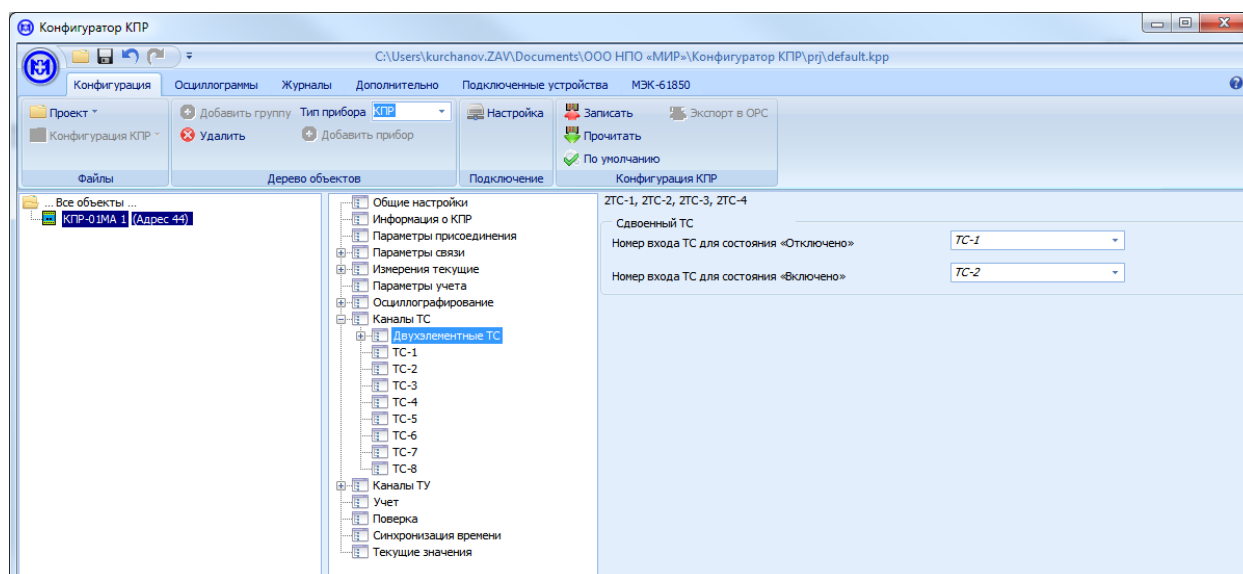 Конфигуратор КПР
C:\Users\kurchanov.ZAV\Documents\ООО НПО «МИР»\Конфигуратор КПР\prj\default.kpp
Конфигурация Осциллограммы Журналы Дополнительно Подключенные устройства МЭК-61850
Проект Добавить группу Тип прибора КПР Настройка Записать Экспорт в OPC
Конфигурация КПР Удалить Добавить прибор Прочитать
По умолчанию
Файлы Дерево объектов Подключение Конфигурация КПР
... Все объекты ...
КПР-01МА 1 (Адрес 44)
Общие настройки
Информация о КПР
Параметры присоединения
Параметры связи
Измерения текущие
Параметры учета
Осциллографирование
Каналы ТС
Двухэлементные ТС
ТС-1
ТС-2
ТС-3
ТС-4
ТС-5
ТС-6
ТС-7
ТС-8
Каналы ТУ
Учет
Поверка
Синхронизация времени
Текущие значения
2ТС-1, 2ТС-2, 2ТС-3, 2ТС-4
Сдвоенный ТС
Номер входа ТС для состояния «Отключено» ТС-1
Номер входа ТС для состояния «Включено» ТС-2